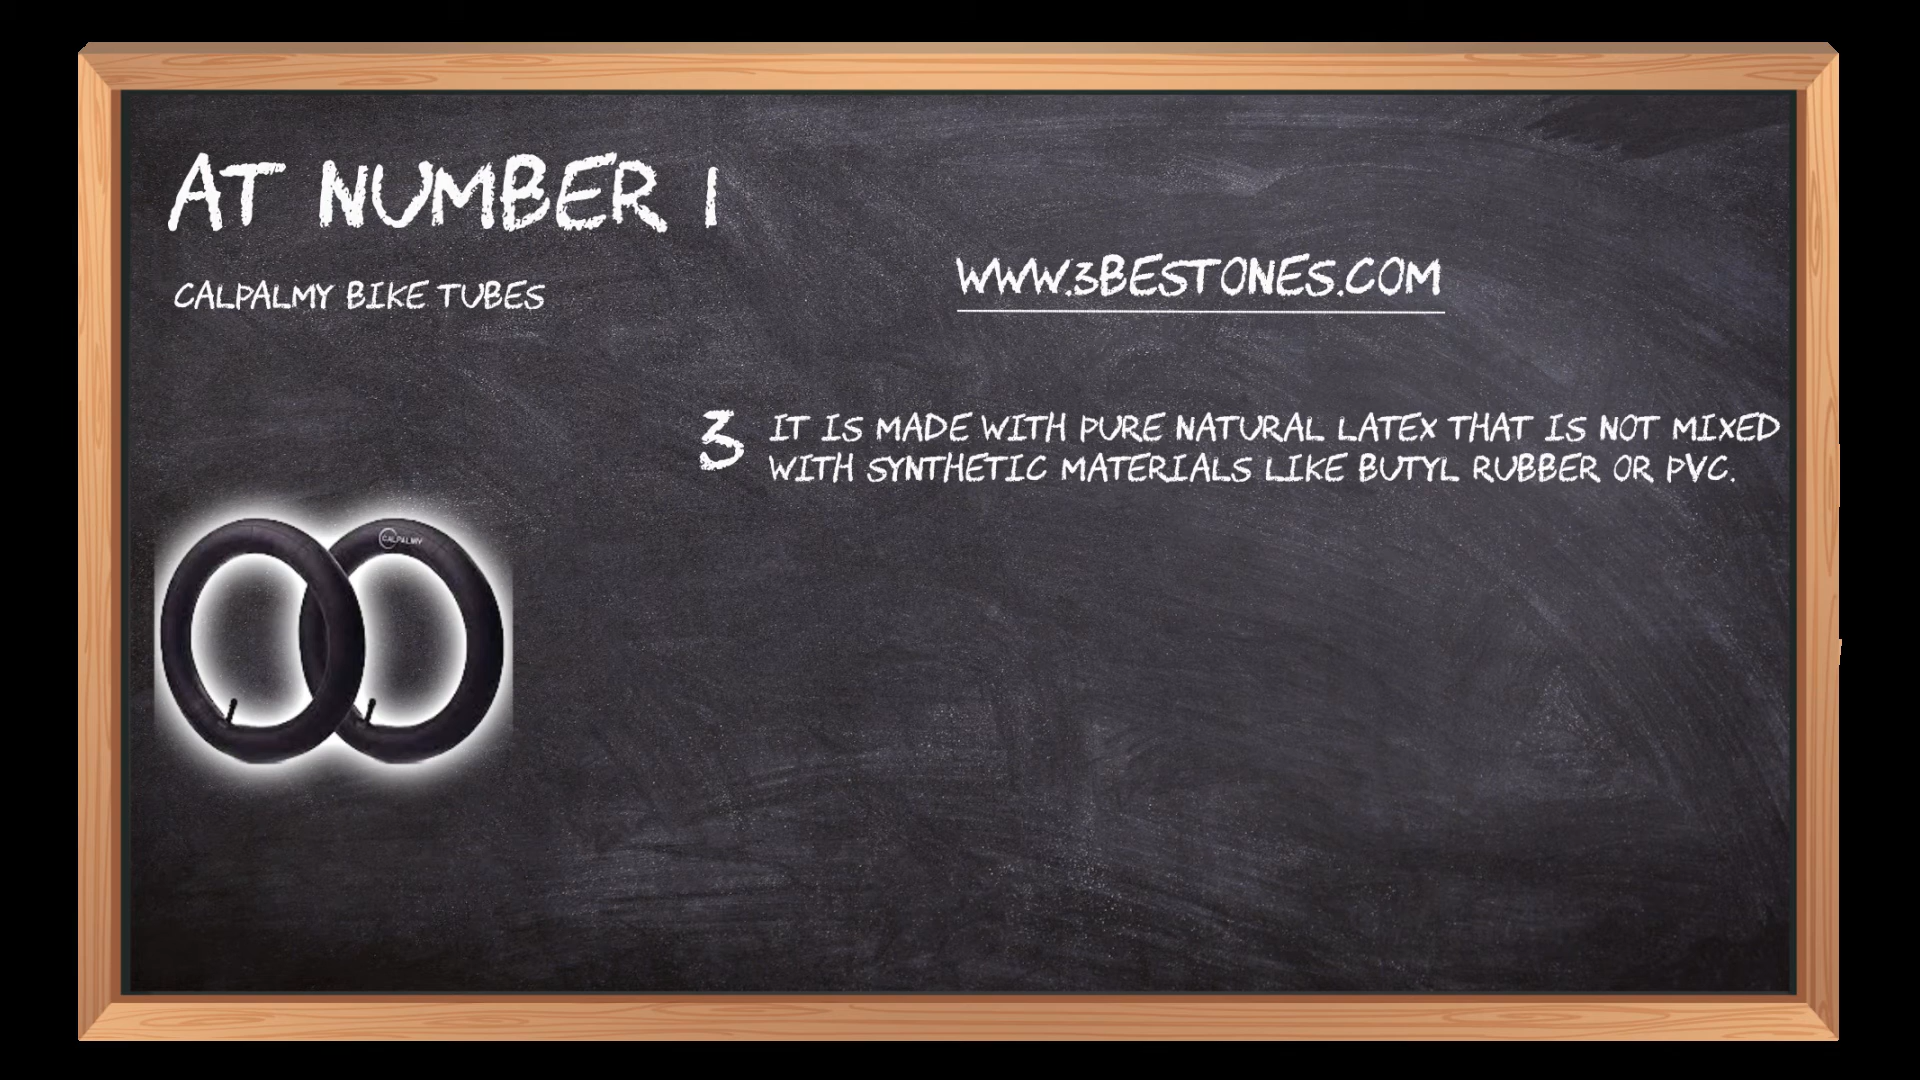 AT NUMBER 1
CALPALMY BIKE TUBES
WWW.3BESTONES.COM
3 IT IS MADE WITH PURE NATURAL LATEX THAT IS NOT MIXED
WITH SYNTHETIC MATERIALS LIKE BUTYL RUBBER OR PVC.
CALPALMY